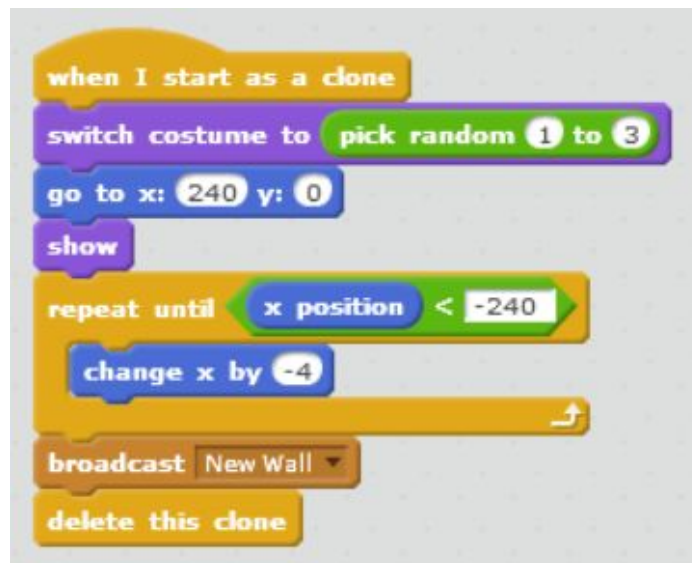 when I start as a clone
switch costume to pick random 1 to 3
go to x: 240 y: 0
show
repeat until x position < -240
change x by -4
broadcast New Wall
delete this clone